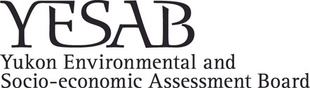 YESAB
Yukon Environmental and
Socio-economic Assessment Board